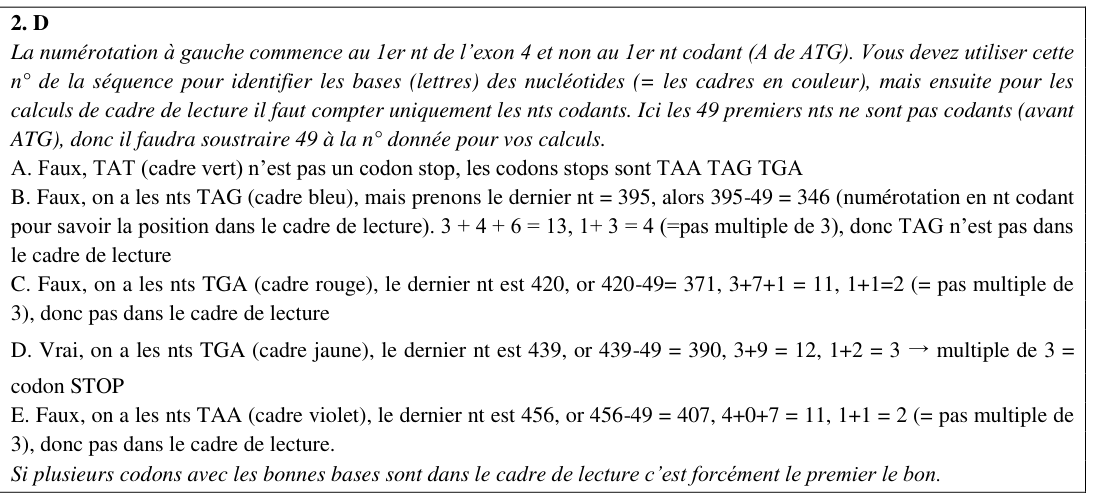 2. D
La numérotation à gauche commence au 1er nt de l'exon 4 et non au 1er nt codant (A de ATG). Vous devez utiliser cette
n° de la séquence pour identifier les bases (lettres) des nucléotides (= les cadres en couleur), mais ensuite pour les
calculs de cadre de lecture il faut compter uniquement les nts codants. Ici les 49 premiers nts ne sont pas codants (avant
ATG), donc il faudra soustraire 49 à la n° donnée pour vos calculs.
A. Faux, TAT (cadre vert) n'est pas un codon stop, les codons stops sont TAA TAG TGA
B. Faux, on a les nts TAG (cadre bleu), mais prenons le dernier nt = 395, alors 395-49 = 346 (numérotation en nt codant
pour savoir la position dans le cadre de lecture). 3 + 4 + 6 = 13, 1+ 3 = 4 (=pas multiple de 3), donc TAG n'est pas dans
le cadre de lecture
C. Faux, on a les nts TGA (cadre rouge), le dernier nt est 420, or 420-49= 371, 3+7+1 = 11, 1+1=2 (= pas multiple de
3), donc pas dans le cadre de lecture
D. Vrai, on a les nts TGA (cadre jaune), le dernier nt est 439, or 439-49 = 390, 3+9 = 12, 1+2 = 3 → multiple de 3 =
codon STOP
E. Faux, on a les nts TAA (cadre violet), le dernier nt est 456, or 456-49 = 407, 4+0+7 = 11, 1+1 = 2 (= pas multiple de
3), donc pas dans le cadre de lecture.
Si plusieurs codons avec les bonnes bases sont dans le cadre de lecture c'est forcément le premier le bon.